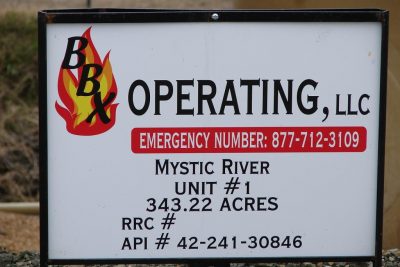 BBX
OPERATING, LLC
EMERGENCY NUMBER: 877-712-3109
MYSTIC RIVER
UNIT #1
343.22 ACRES
RRC #
API # 42-241-30846